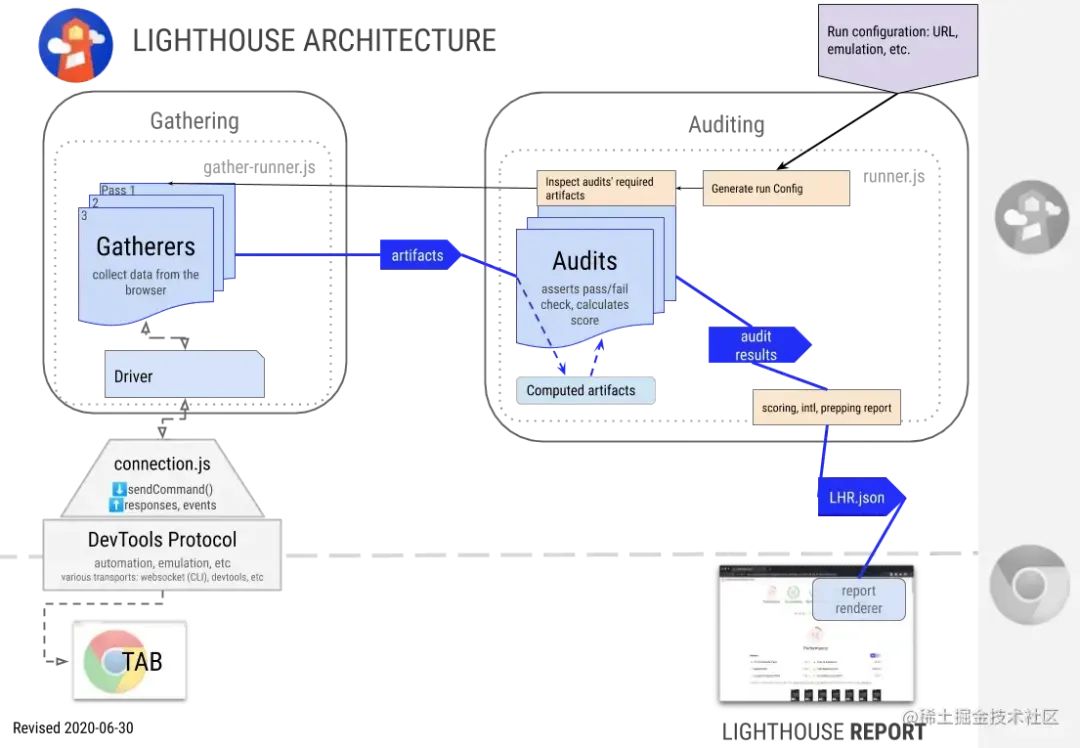 LIGHTHOUSE ARCHITECTURE
Run configuration: URL,
emulation, etc.
Gathering
gather-runner.js
Pass 1
2
3
Gatherers
collect data from the
browser
Driver
connection.js
⬇sendCommand()
⬆responses, events
DevTools Protocol
automation, emulation, etc
various transports: websocket (CLI), devtools, etc
TAB
Revised 2020-06-30
artifacts
Auditing
runner.js
Inspect audits' required
artifacts
Generate run Config
Audits
asserts pass/fail
check, calculates
score
Computed artifacts
audit
results
scoring, intl, prepping report
LHR.json
report
renderer
Performance
LIGHTHOUSE REPORT
@稀土掘金技术社区